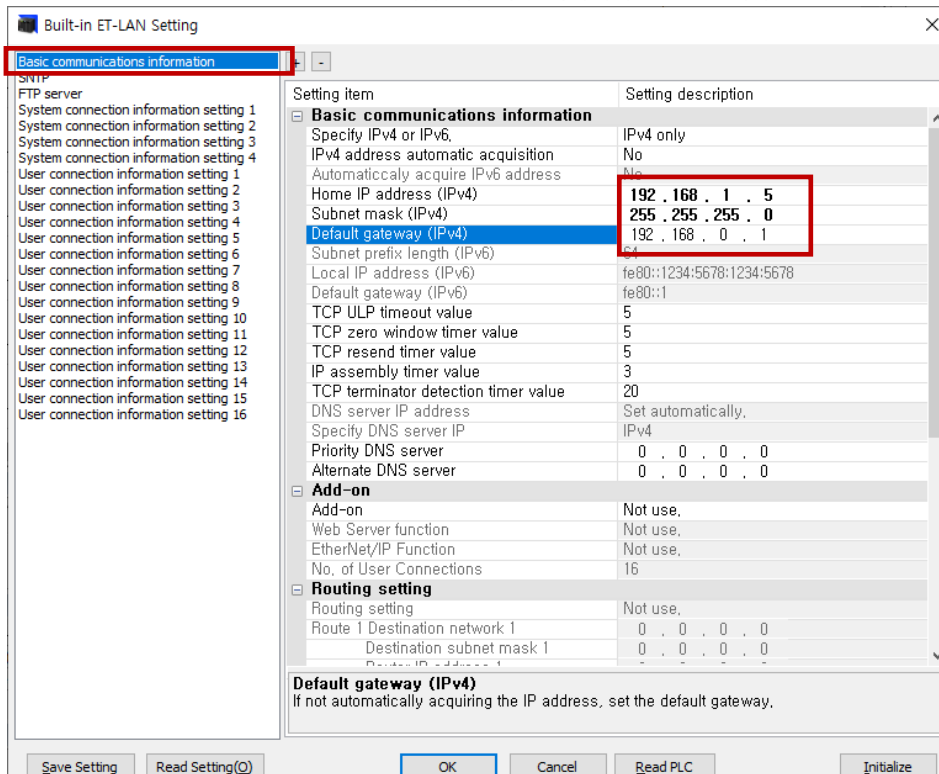 Built-in ET-LAN Setting
Basic communications information
SNTP
FTP server
System connection information setting 1
System connection information setting 2
System connection information setting 3
System connection information setting 4
User connection information setting 1
User connection information setting 2
User connection information setting 3
User connection information setting 4
User connection information setting 5
User connection information setting 6
User connection information setting 7
User connection information setting 8
User connection information setting 9
User connection information setting 10
User connection information setting 11
User connection information setting 12
User connection information setting 13
User connection information setting 14
User connection information setting 15
User connection information setting 16
+ -
Setting item Setting description
Basic communications information
Specify IPv4 or IPv6, IPv4 only
IPv4 address automatic acquisition No
Automaticcaly acquire IPv6 address No
Home IP address (IPv4) 192 . 168 . 1 . 5
Subnet mask (IPv4) 255 . 255 . 255 . 0
Default gateway (IPv4) 192 . 168 . 0 . 1
Subnet prefix length (IPv6) 64
Local IP address (IPv6) fe80::1234:5678:1234:5678
Default gateway (IPv6) fe80::1
TCP ULP timeout value 5
TCP zero window timer value 5
TCP resend timer value 5
IP assembly timer value 3
TCP terminator detection timer value 20
DNS server IP address Set automatically,
Specify DNS server IP IPv4
Priority DNS server 0 . 0 . 0 . 0
Alternate DNS server 0 . 0 . 0 . 0
Add-on
Add-on Not use,
Web Server function Not use,
EtherNet/IP Function Not use,
No, of User Connections 16
Routing setting
Routing setting Not use,
Route 1 Destination network 1 0 . 0 . 0 . 0
Destination subnet mask 1 0 . 0 . 0 . 0
Router IP address 1
Default gateway (IPv4)
If not automatically acquiring the IP address, set the default gateway,
Save Setting Read Setting(O) OK Cancel Read PLC Initialize